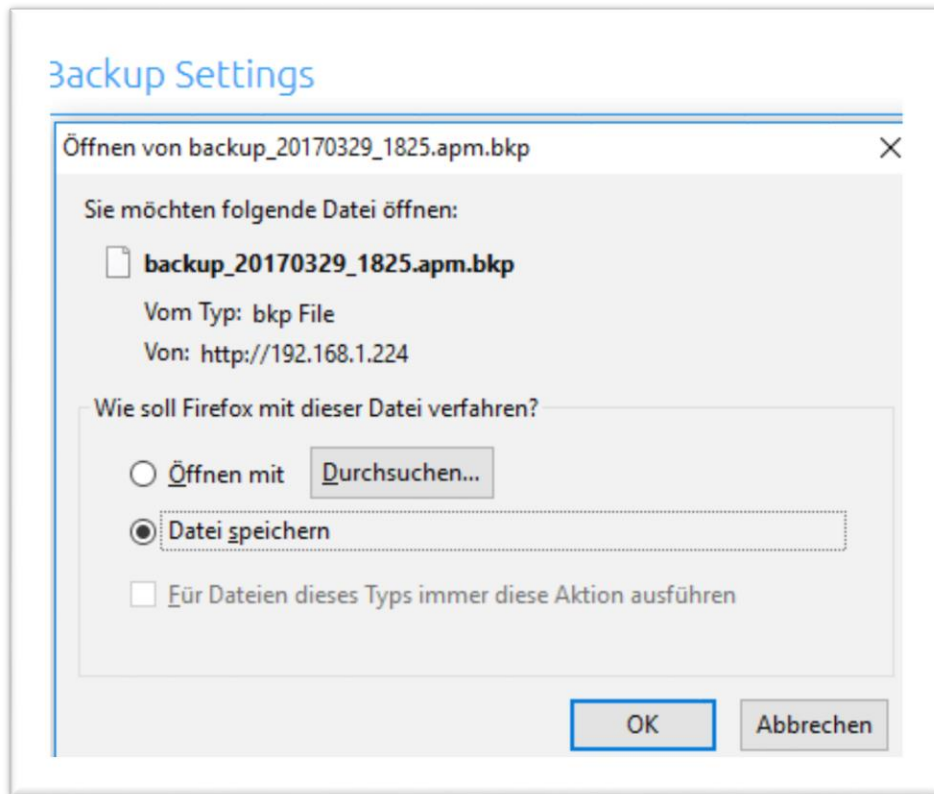 Backup Settings
Öffnen von backup_20170329_1825.apm.bkp
Sie möchten folgende Datei öffnen:
backup_20170329_1825.apm.bkp
Vom Typ: bkp File
Von: http://192.168.1.224
Wie soll Firefox mit dieser Datei verfahren?
Öffnen mit Durchsuchen...
Datei speichern
Für Dateien dieses Typs immer diese Aktion ausführen
OK Abbrechen